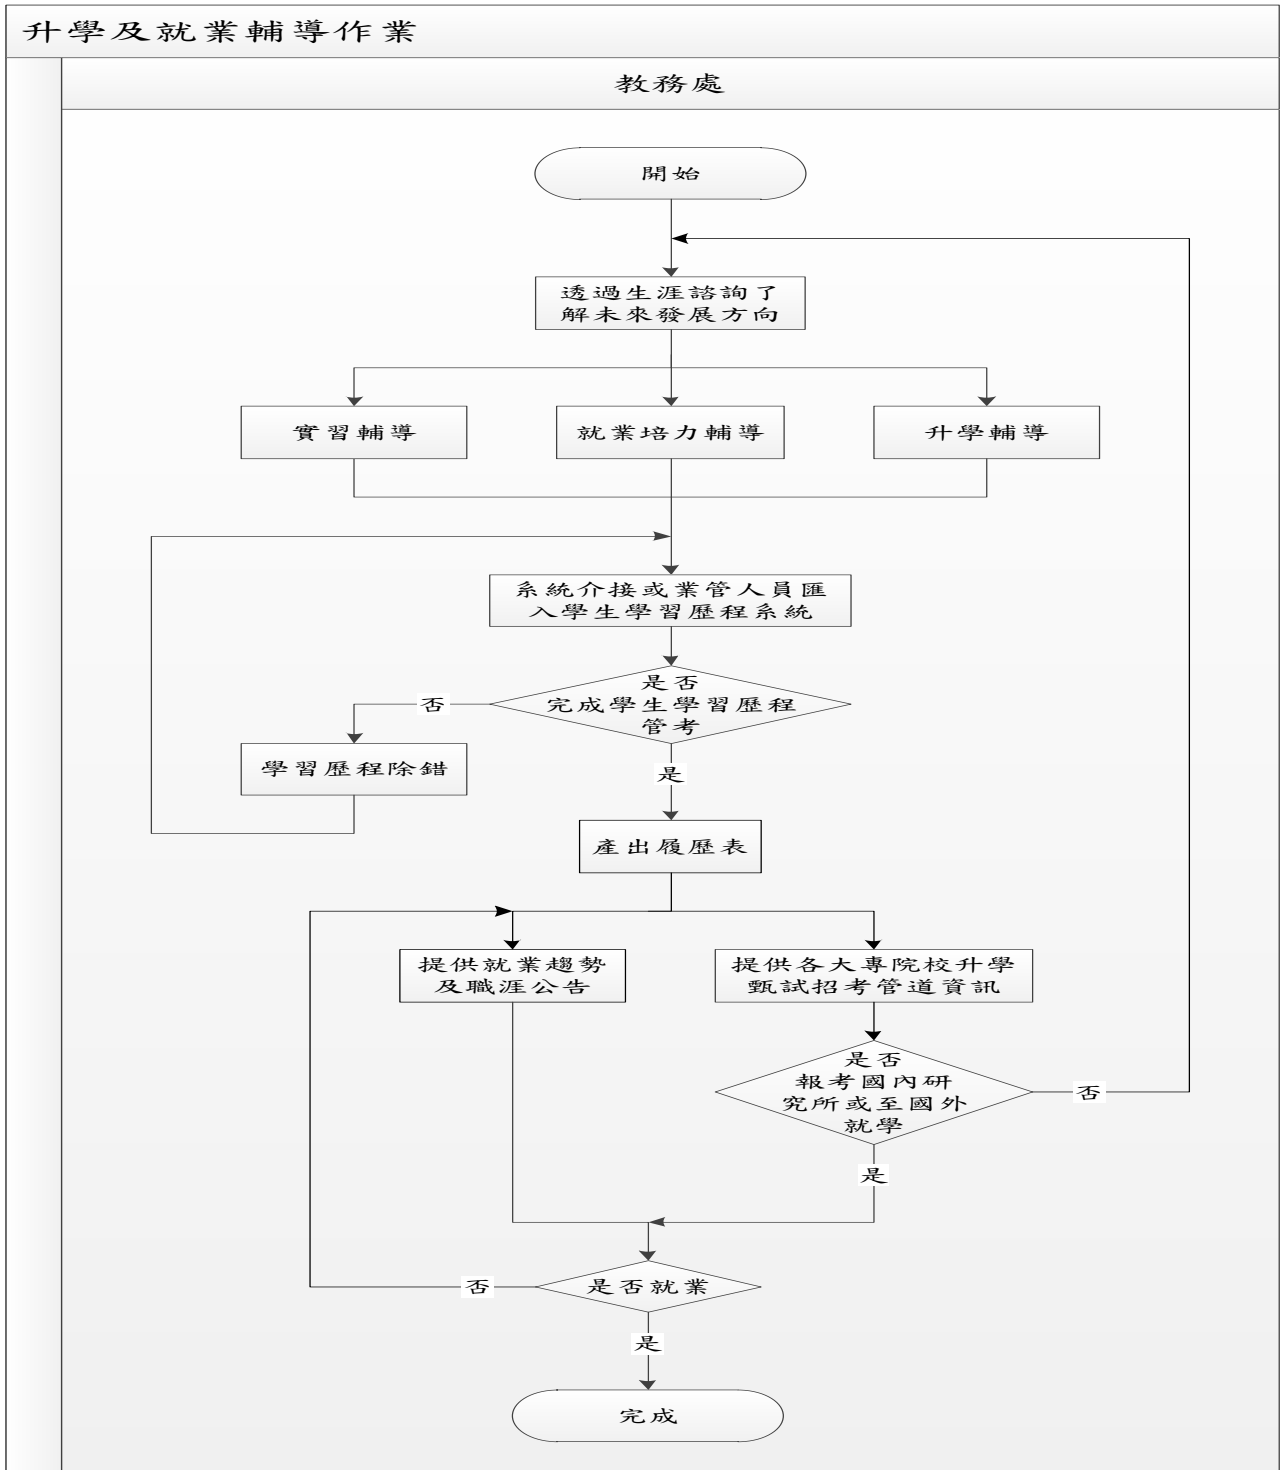 升學及就業輔導作業
教務處
開始
透過生涯諮詢了
解未來發展方向
實習輔導
就業培力輔導
升學輔導
系統介接或業管人員匯
入學生學習歷程系統
是否
完成學生學習歷程
管考
否
學習歷程除錯
是
產出履歷表
提供就業趨勢
及職涯公告
提供各大專院校升學
甄試招考管道資訊
是否
報考國內研
究所或至國外
就學
否
是
是否就業
否
是
完成